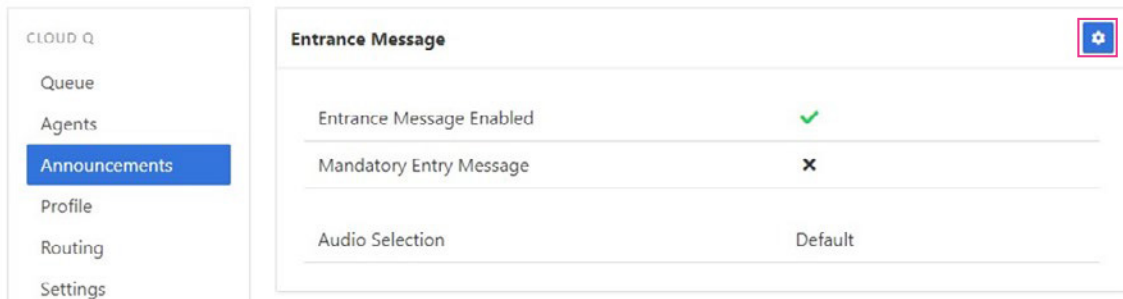 CLOUD Q
Queue
Agents
Announcements
Profile
Routing
Settings
Entrance Message
Entrance Message Enabled
Mandatory Entry Message
Audio Selection Default